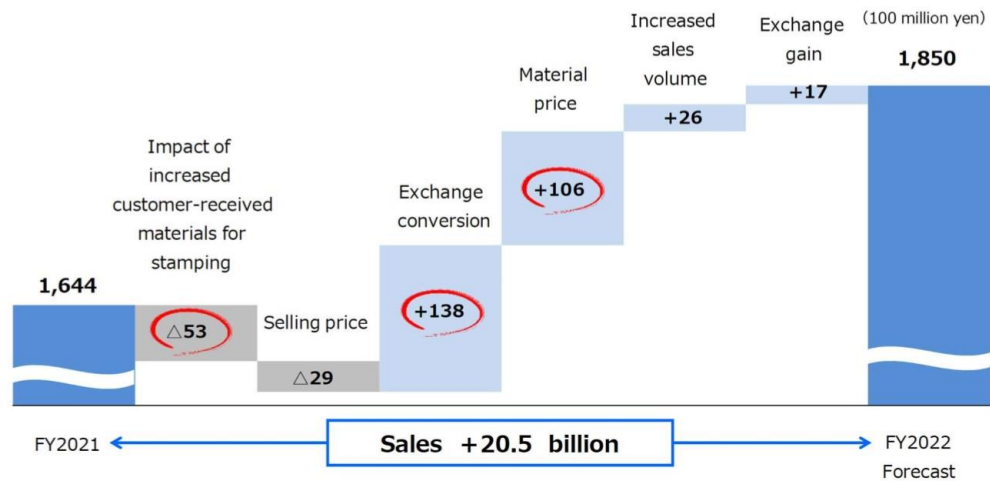 (100 million yen)
1,644
Impact of
increased
customer-received
materials for
stamping
△53
Selling price
△29
Exchange
conversion
+138
Material
price
+106
Increased
sales
volume
+26
Exchange
gain
+17
1,850
FY2021
Sales +20.5 billion
FY2022
Forecast